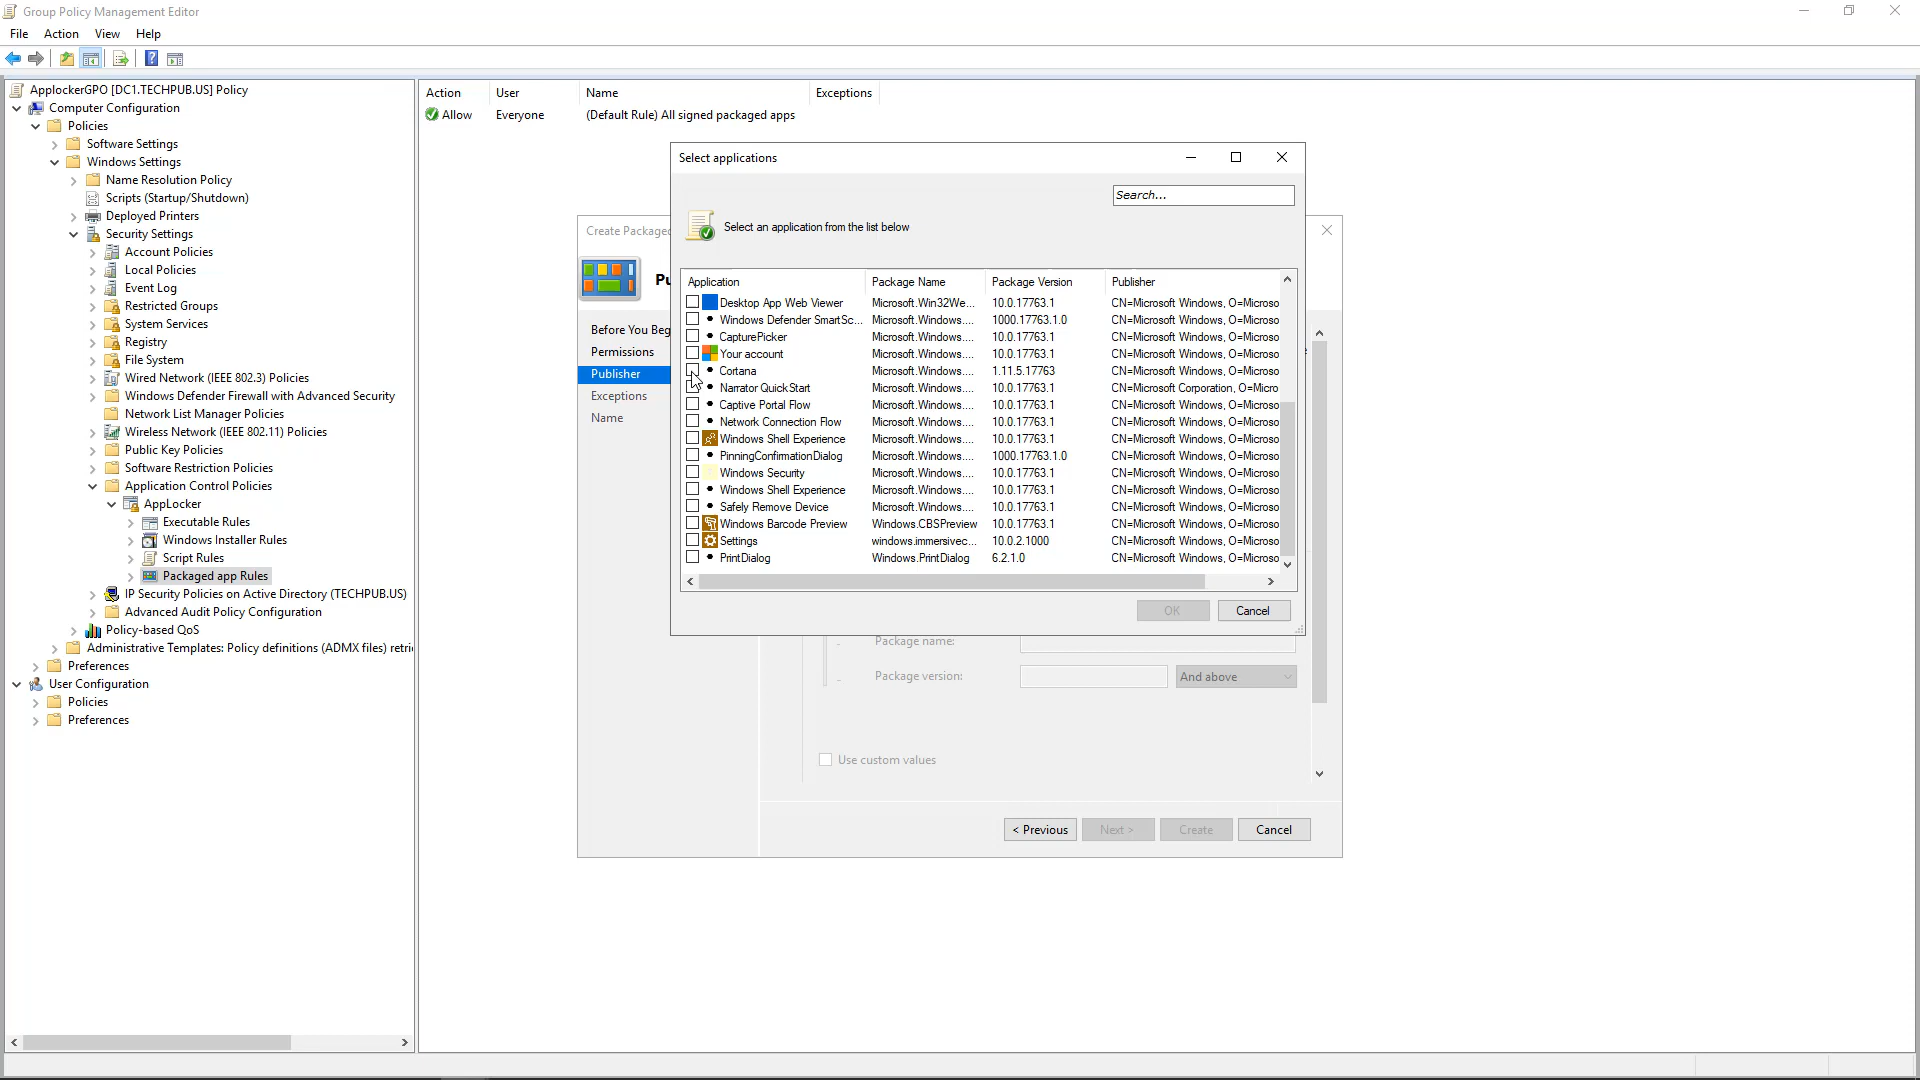 Group Policy Management Editor
File Action View Help
ApplockerGPO [DC1.TECHPUB.US] Policy
Computer Configuration
Policies
Software Settings
Windows Settings
Name Resolution Policy
Scripts (Startup/Shutdown)
Deployed Printers
Security Settings
Account Policies
Local Policies
Event Log
Restricted Groups
System Services
Registry
File System
Wired Network (IEEE 802.3) Policies
Windows Defender Firewall with Advanced Security
Network List Manager Policies
Wireless Network (IEEE 802.11) Policies
Public Key Policies
Software Restriction Policies
Application Control Policies
AppLocker
Executable Rules
Windows Installer Rules
Script Rules
Packaged app Rules
IP Security Policies on Active Directory (TECHPUB.US)
Advanced Audit Policy Configuration
Policy-based QoS
Administrative Templates: Policy definitions (ADMX files) retri
Preferences
User Configuration
Policies
Preferences
Action User Name Exceptions
Allow Everyone (Default Rule) All signed packaged apps
Create Packaged
Pu
Before You Beg
Permissions
Publisher
Exceptions
Name
Select applications
Search...
Select an application from the list below
Application Package Name Package Version Publisher
Desktop App Web Viewer Microsoft.Win32We... 10.0.17763.1 CN=Microsoft Windows, O=Microso
Windows Defender SmartSc... Microsoft.Windows.... 1000.17763.1.0 CN=Microsoft Windows, O=Microso
CapturePicker Microsoft.Windows.... 10.0.17763.1 CN=Microsoft Windows, O=Microso
Your account Microsoft.Windows.... 10.0.17763.1 CN=Microsoft Windows, O=Microso
Cortana Microsoft.Windows.... 1.11.5.17763 CN=Microsoft Windows, O=Microso
Narrator QuickStart Microsoft.Windows.... 10.0.17763.1 CN=Microsoft Corporation, O=Micro
Captive Portal Flow Microsoft.Windows.... 10.0.17763.1 CN=Microsoft Windows, O=Microso
Network Connection Flow Microsoft.Windows.... 10.0.17763.1 CN=Microsoft Windows, O=Microso
Windows Shell Experience Microsoft.Windows.... 10.0.17763.1 CN=Microsoft Windows, O=Microso
PinningConfirmationDialog Microsoft.Windows.... 1000.17763.1.0 CN=Microsoft Windows, O=Microso
Windows Security Microsoft.Windows.... 10.0.17763.1 CN=Microsoft Windows, O=Microso
Windows Shell Experience Microsoft.Windows.... 10.0.17763.1 CN=Microsoft Windows, O=Microso
Safely Remove Device Microsoft.Windows.... 10.0.17763.1 CN=Microsoft Windows, O=Microso
Windows Barcode Preview Windows.CBSPreview 10.0.17763.1 CN=Microsoft Windows, O=Microso
Settings windows.immersivec... 10.0.2.1000 CN=Microsoft Windows, O=Microso
PrintDialog Windows.PrintDialog 6.2.1.0 CN=Microsoft Windows, O=Microso
OK Cancel
Package name:
Package version: And above
Use custom values
< Previous Next > Create Cancel